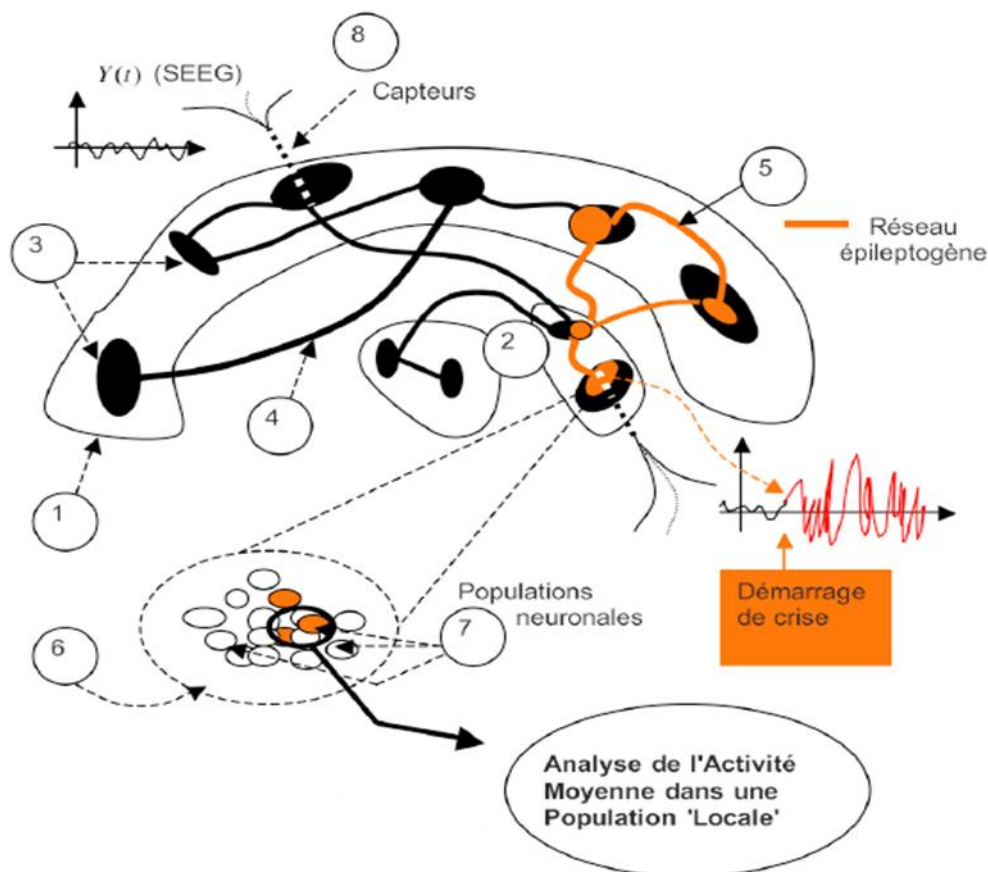 8
Y(t) (SEEG)
Capteurs
5
3
Réseau
épileptogène
2
4
1
Populations
neuronales
7
6
Démarrage
de crise
Analyse de l'Activité
Moyenne dans une
Population 'Locale'